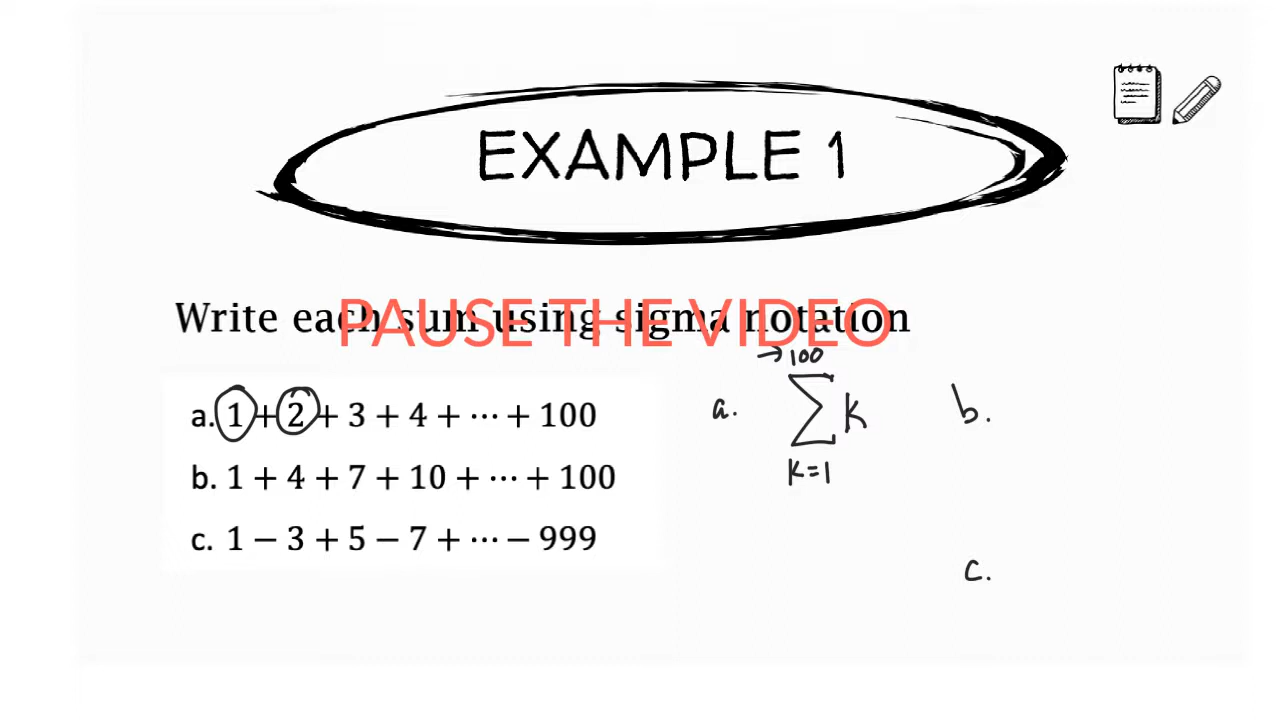 EXAMPLE 1
Write each sum using sigma notation
PAUSE THE VIDEO
a. 1 + 2 + 3 + 4 + ⋯ + 100
b. 1 + 4 + 7 + 10 + ⋯ + 100
c. 1 − 3 + 5 − 7 + ⋯ − 999
→ 100
a. ∑ k
k=1
b.
c.